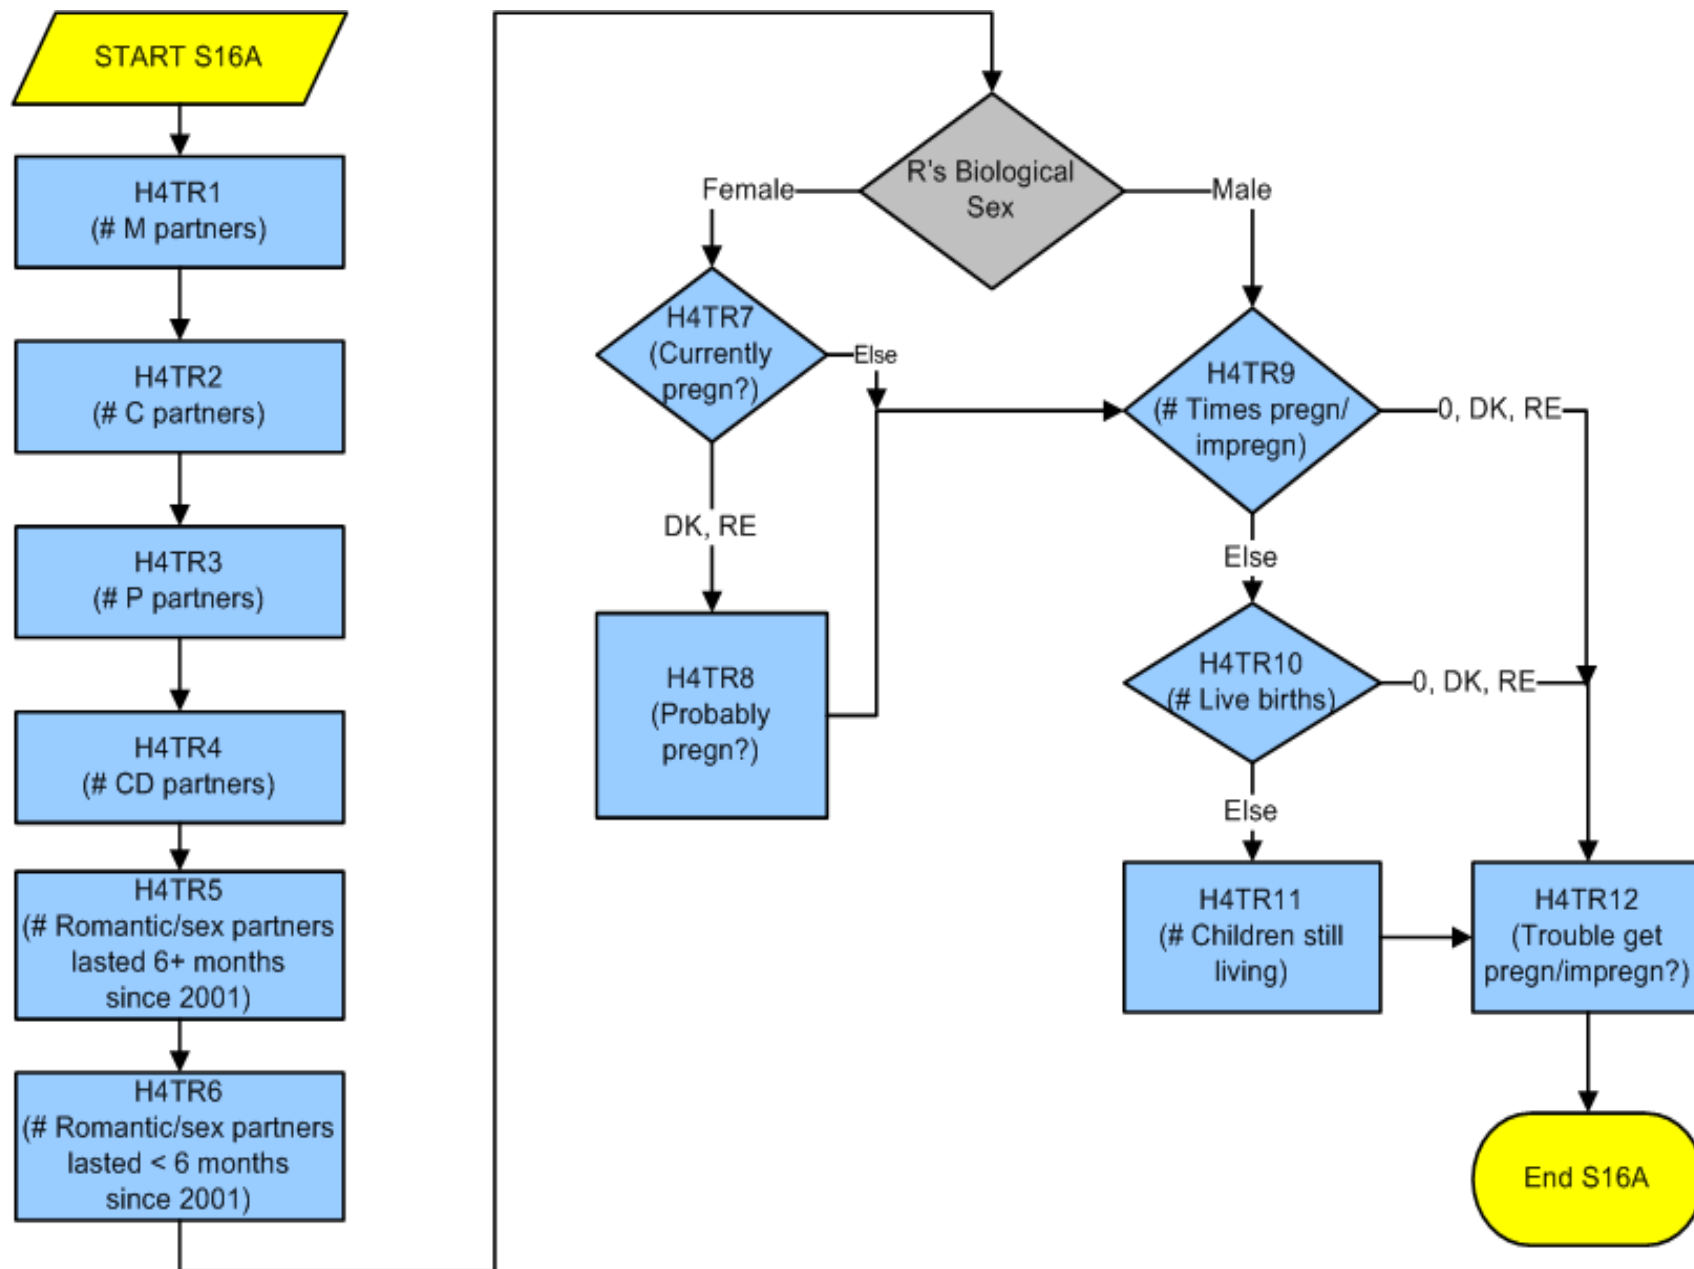 START S16A
H4TR1
(# M partners)
H4TR2
(# C partners)
H4TR3
(# P partners)
H4TR4
(# CD partners)
H4TR5
(# Romantic/sex partners
lasted 6+ months
since 2001)
H4TR6
(# Romantic/sex partners
lasted < 6 months
since 2001)
R's Biological
Sex
Female
Male
H4TR7
(Currently
pregn?)
Else
DK, RE
H4TR8
(Probably
pregn?)
H4TR9
(# Times pregn/
impregn)
0, DK, RE
Else
H4TR10
(# Live births)
0, DK, RE
Else
H4TR11
(# Children still
living)
H4TR12
(Trouble get
pregn/impregn?)
End S16A